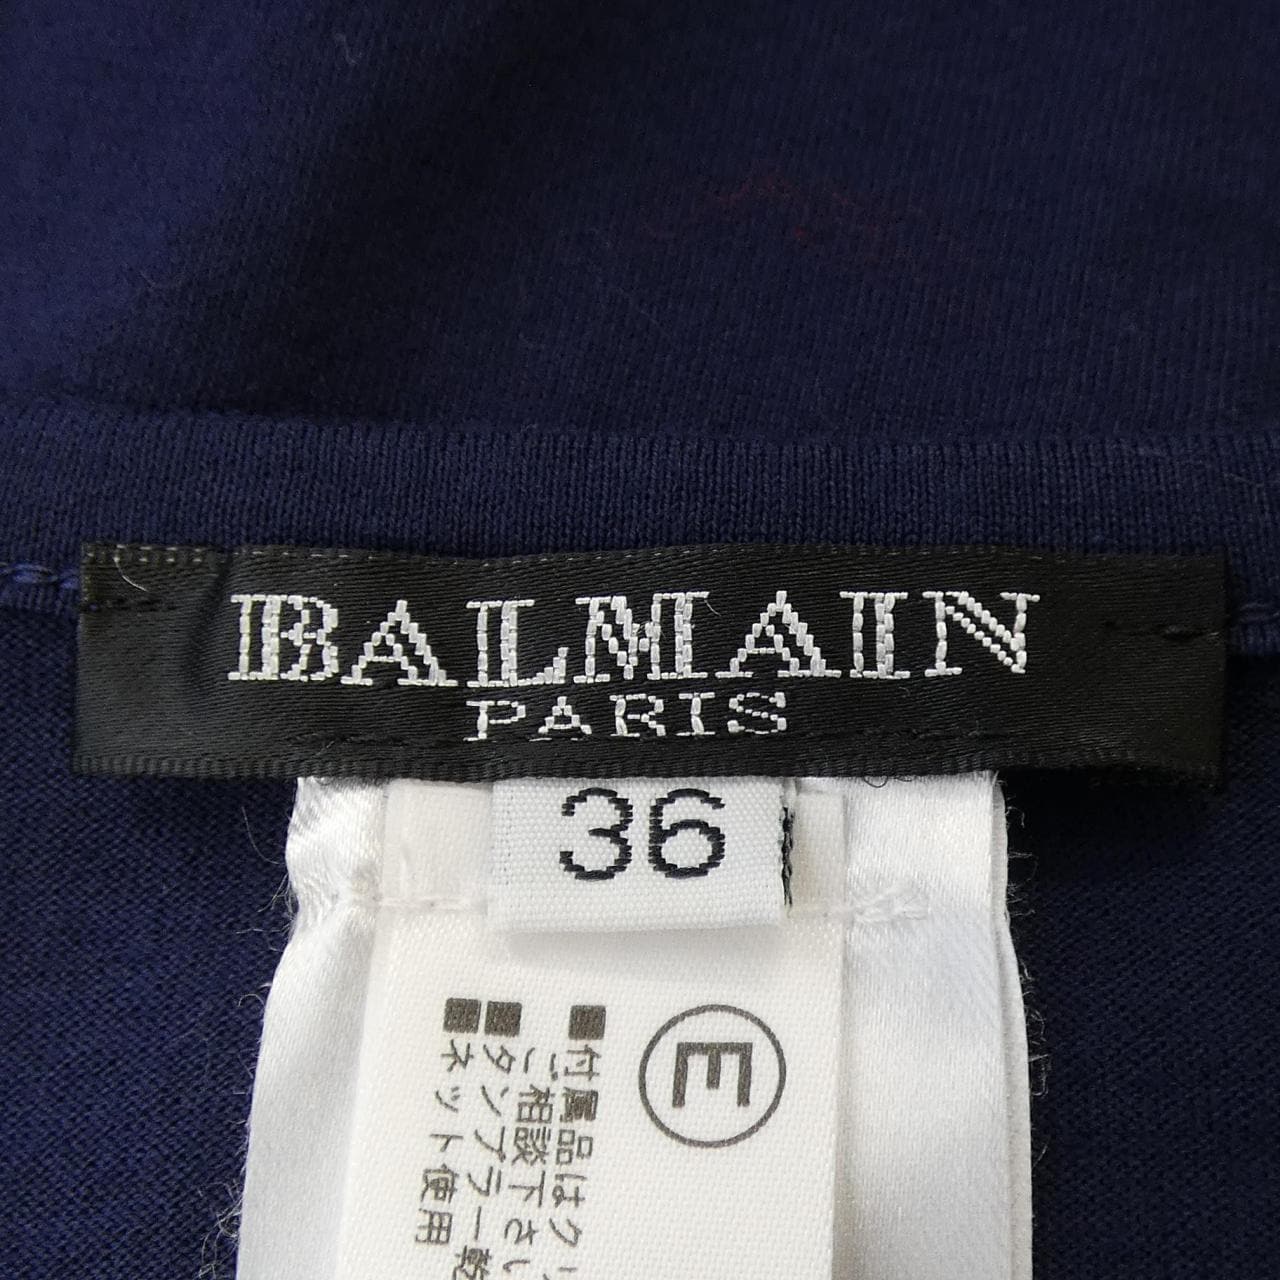 BALMAIN
PARIS
36
E
■付属品はク
ご相談下さい
■タンブラー乾
■ネット使用